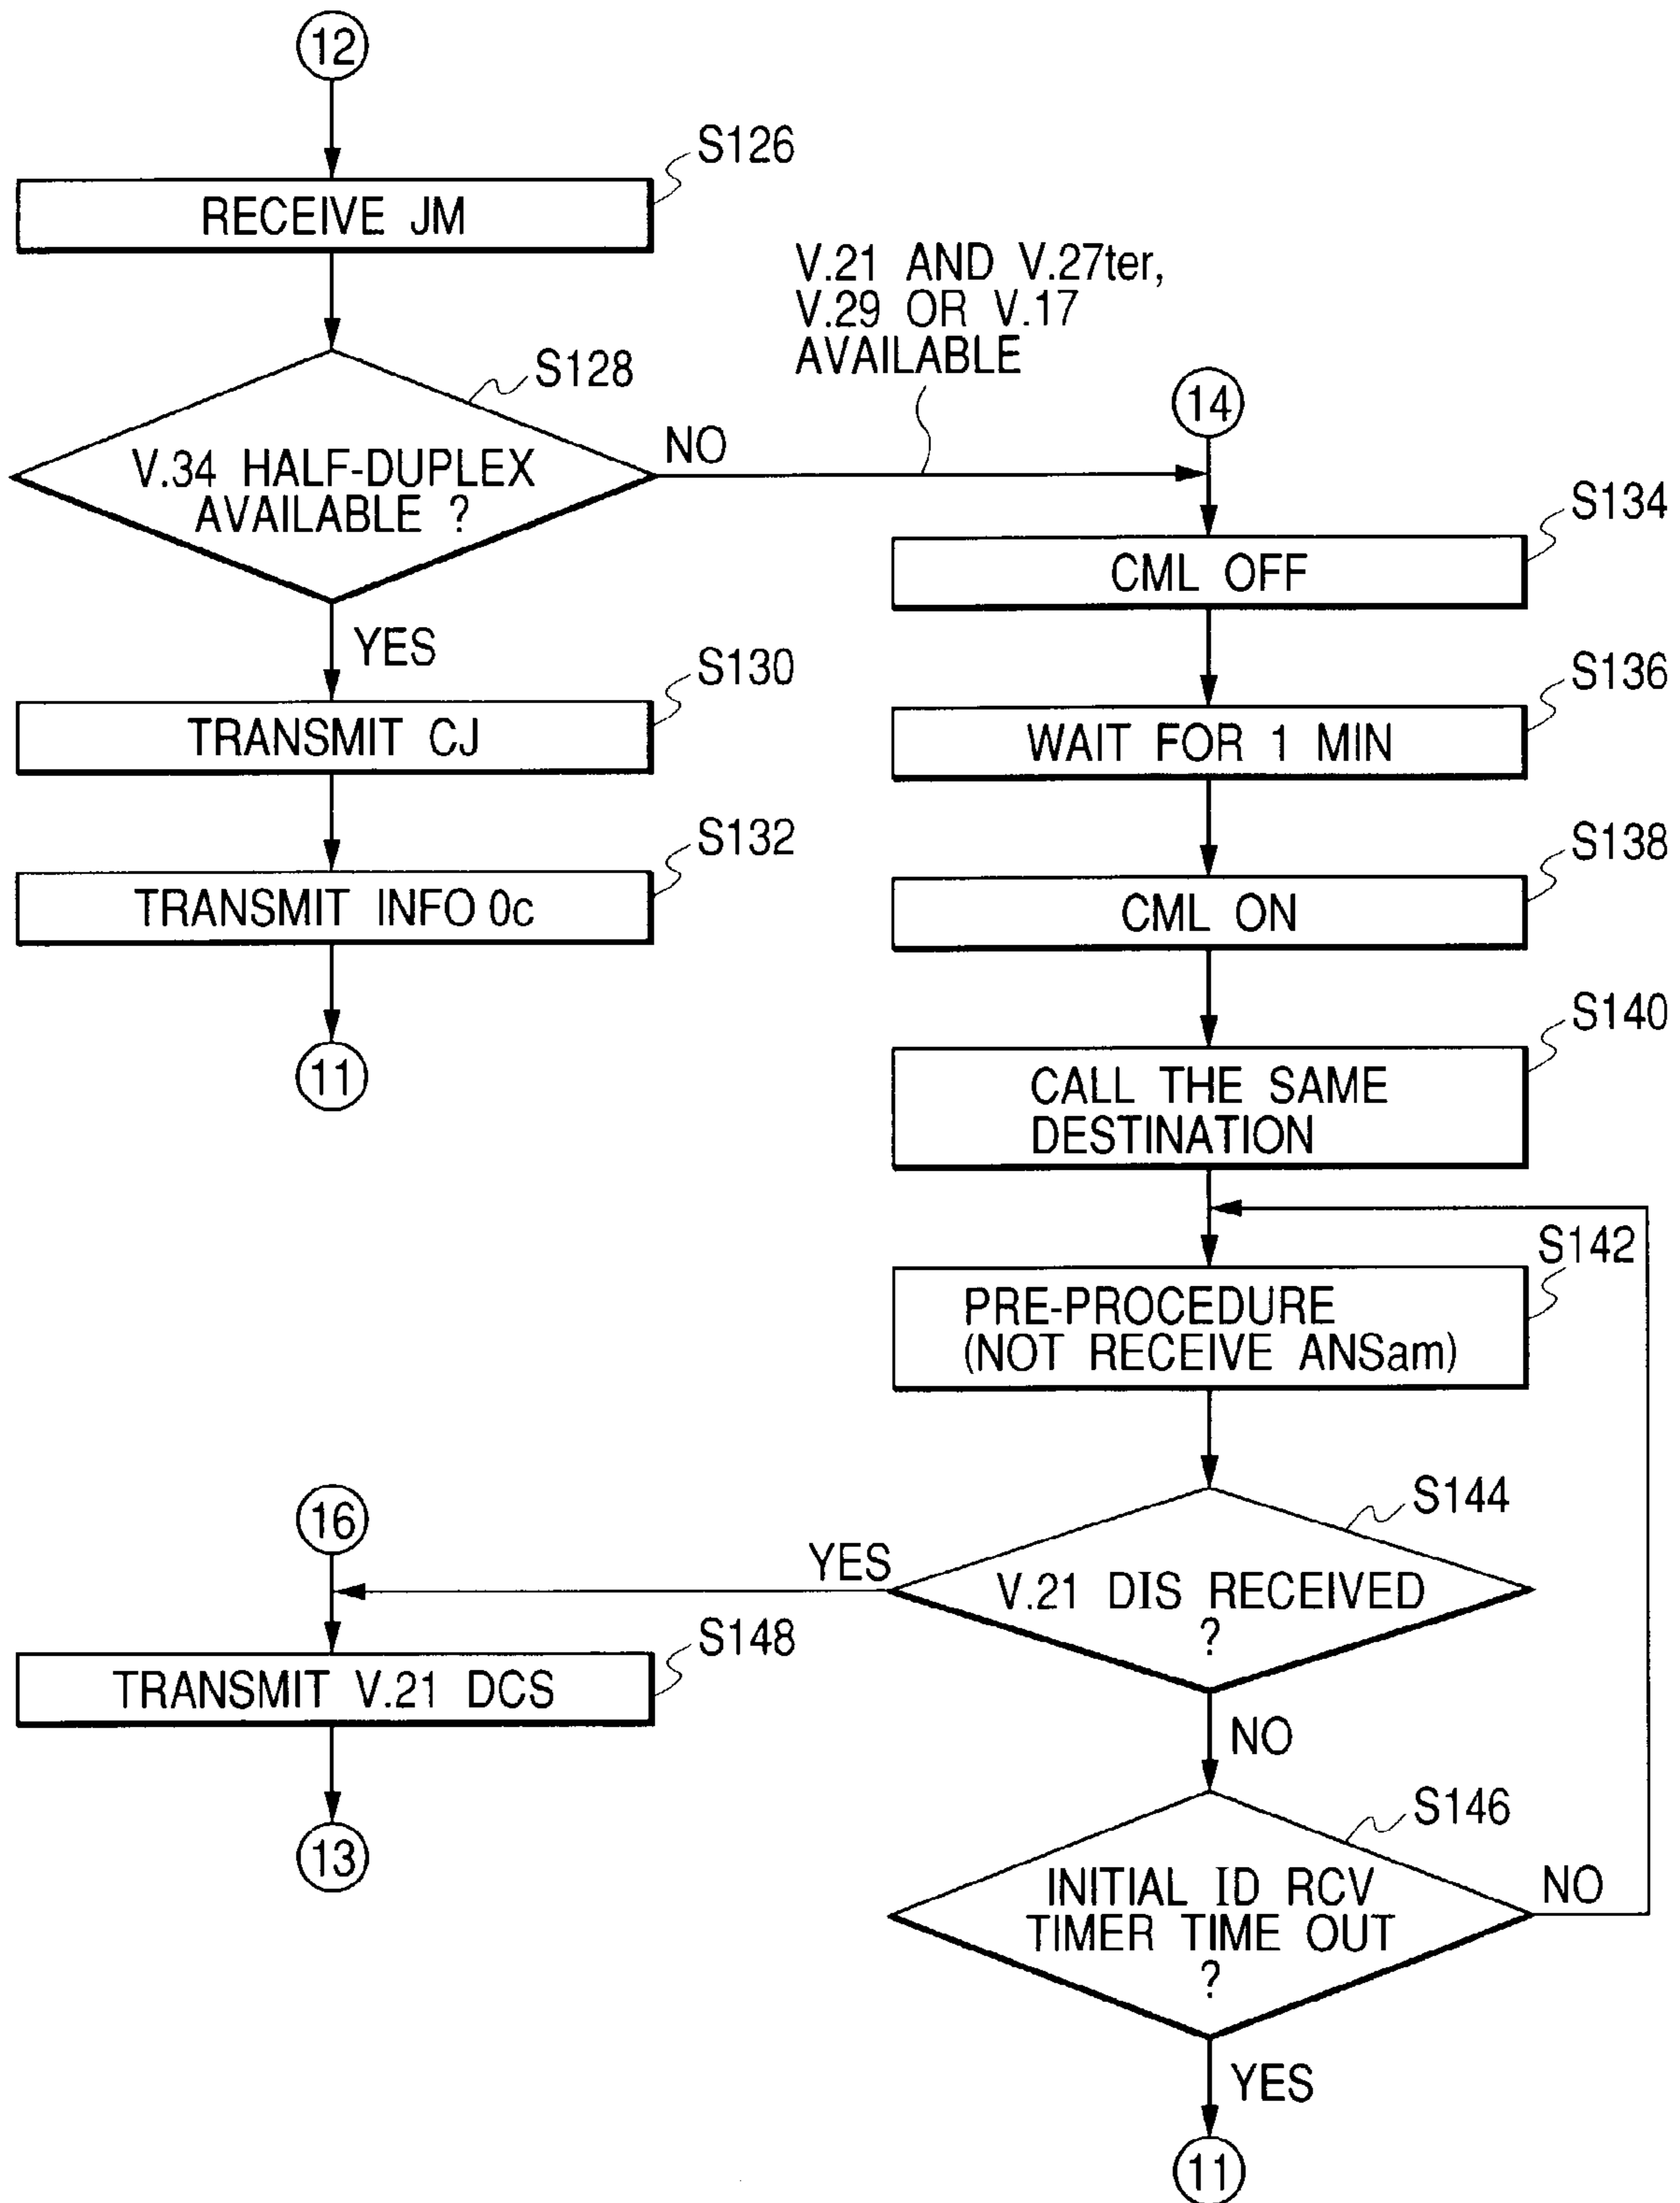 12
S126
RECEIVE JM
V.21 AND V.27ter,
V.29 OR V.17
AVAILABLE
S128
V.34 HALF-DUPLEX
AVAILABLE ?
NO
YES
S130
TRANSMIT CJ
S132
TRANSMIT INFO 0c
11
14
S134
CML OFF
S136
WAIT FOR 1 MIN
S138
CML ON
S140
CALL THE SAME
DESTINATION
S142
PRE-PROCEDURE
(NOT RECEIVE ANSam)
S144
V.21 DIS RECEIVED
?
YES
NO
16
S148
TRANSMIT V.21 DCS
13
S146
INITIAL ID RCV
TIMER TIME OUT
?
NO
YES
11